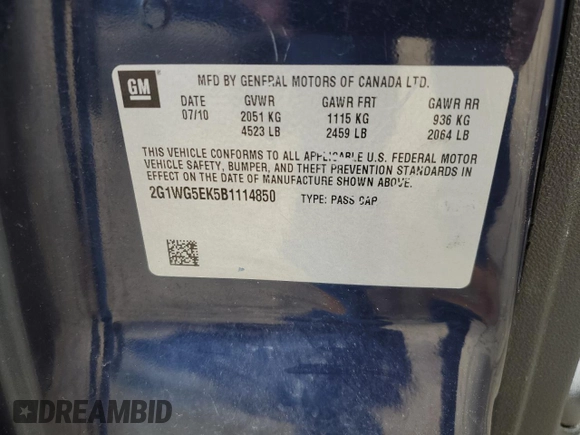 GM
MFD BY GENERAL MOTORS OF CANADA LTD.
DATE GVWR GAWR FRT GAWR RR
07/10 2051 KG 1115 KG 936 KG
4523 LB 2459 LB 2064 LB
THIS VEHICLE CONFORMS TO ALL APPLICABLE U.S. FEDERAL MOTOR
VEHICLE SAFETY, BUMPER, AND THEFT PREVENTION STANDARDS IN
EFFECT ON THE DATE OF MANUFACTURE SHOWN ABOVE.
2G1WG5EK5B1114850 TYPE: PASS CAR
DREAMBID